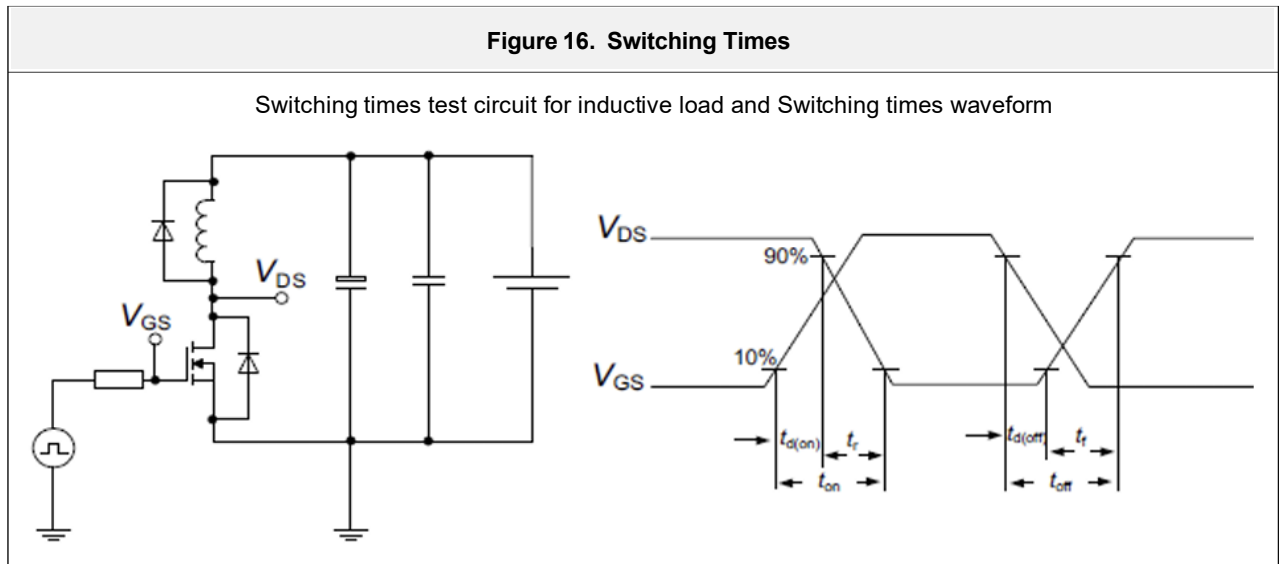 Figure 16. Switching Times
Switching times test circuit for inductive load and Switching times waveform
VDS
VGS
VDS
90%
10%
VGS
td(on)
tr
td(off)
tf
ton
toff